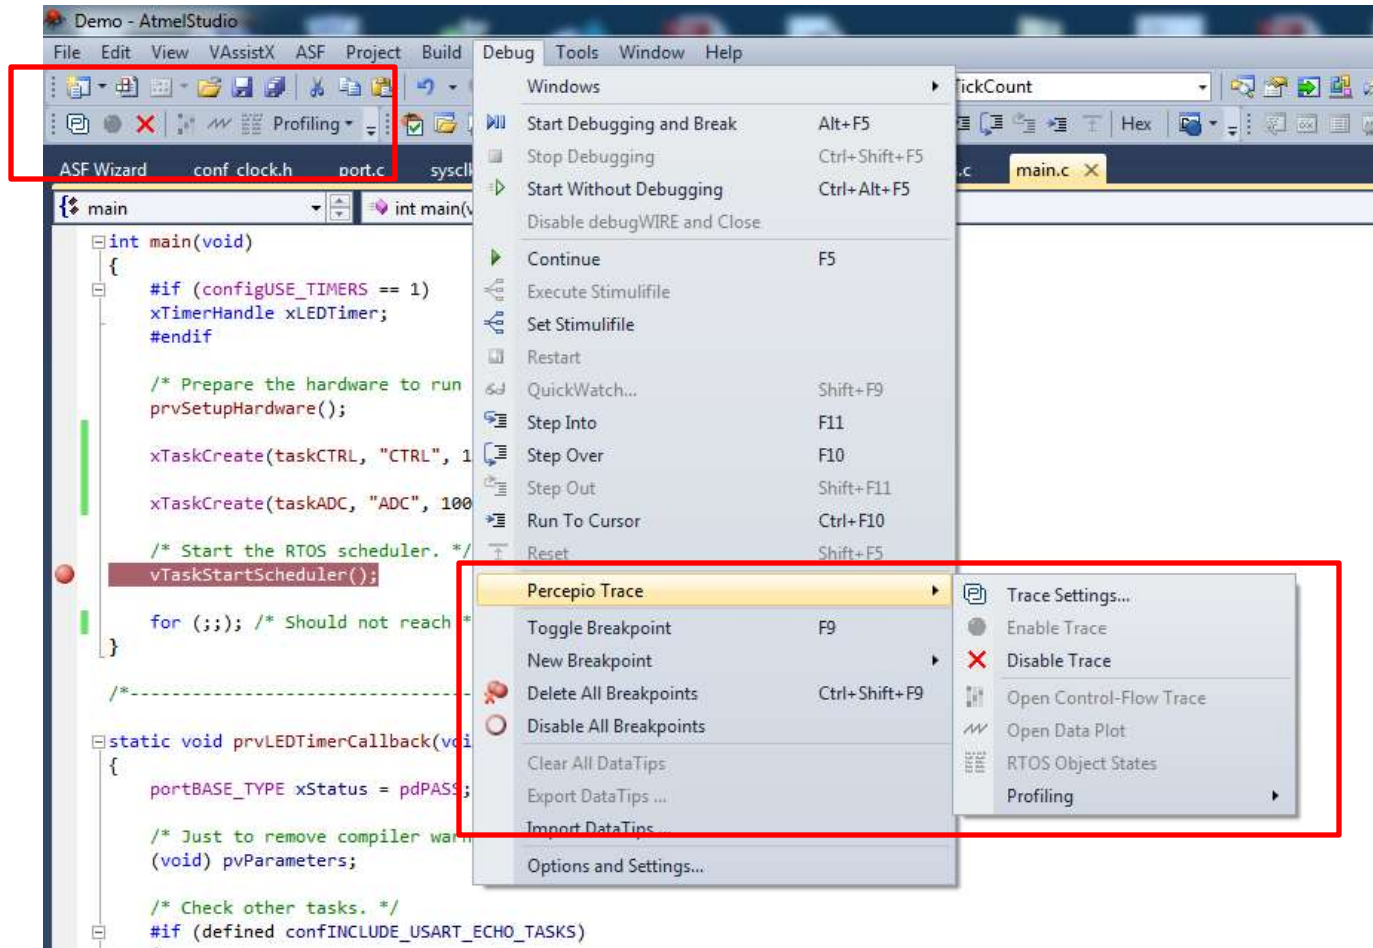 Demo - AtmelStudio
File Edit View VAssistX ASF Project Build Debug Tools Window Help
Windows
ickCount
Profiling
Start Debugging and Break Alt+F5
Hex
Stop Debugging Ctrl+Shift+F5
ASF Wizard conf_clock.h port.c sysclk .c main.c
Start Without Debugging Ctrl+Alt+F5
main int main(v
Disable debugWIRE and Close
int main(void)
{
Continue F5
#if (configUSE_TIMERS == 1)
Execute Stimulifile
xTimerHandle xLEDTimer;
Set Stimulifile
#endif
Restart
/* Prepare the hardware to run
QuickWatch... Shift+F9
prvSetupHardware();
Step Into F11
xTaskCreate(taskCTRL, "CTRL", 1
Step Over F10
Step Out Shift+F11
xTaskCreate(taskADC, "ADC", 100
Run To Cursor Ctrl+F10
/* Start the RTOS scheduler. */
Reset Shift+F5
vTaskStartScheduler();
Percepio Trace
Trace Settings...
for (;;); /* Should not reach *
Toggle Breakpoint F9
Enable Trace
}
New Breakpoint
Disable Trace
/*----------------------------------
Delete All Breakpoints Ctrl+Shift+F9
Open Control-Flow Trace
Disable All Breakpoints
Open Data Plot
static void prvLEDTimerCallback(voi
Clear All DataTips
RTOS Object States
{
portBASE_TYPE xStatus = pdPASS;
Export DataTips ...
Profiling
/* Just to remove compiler warn
Import DataTips ...
(void) pvParameters;
Options and Settings...
/* Check other tasks. */
#if (defined confINCLUDE_USART_ECHO_TASKS)